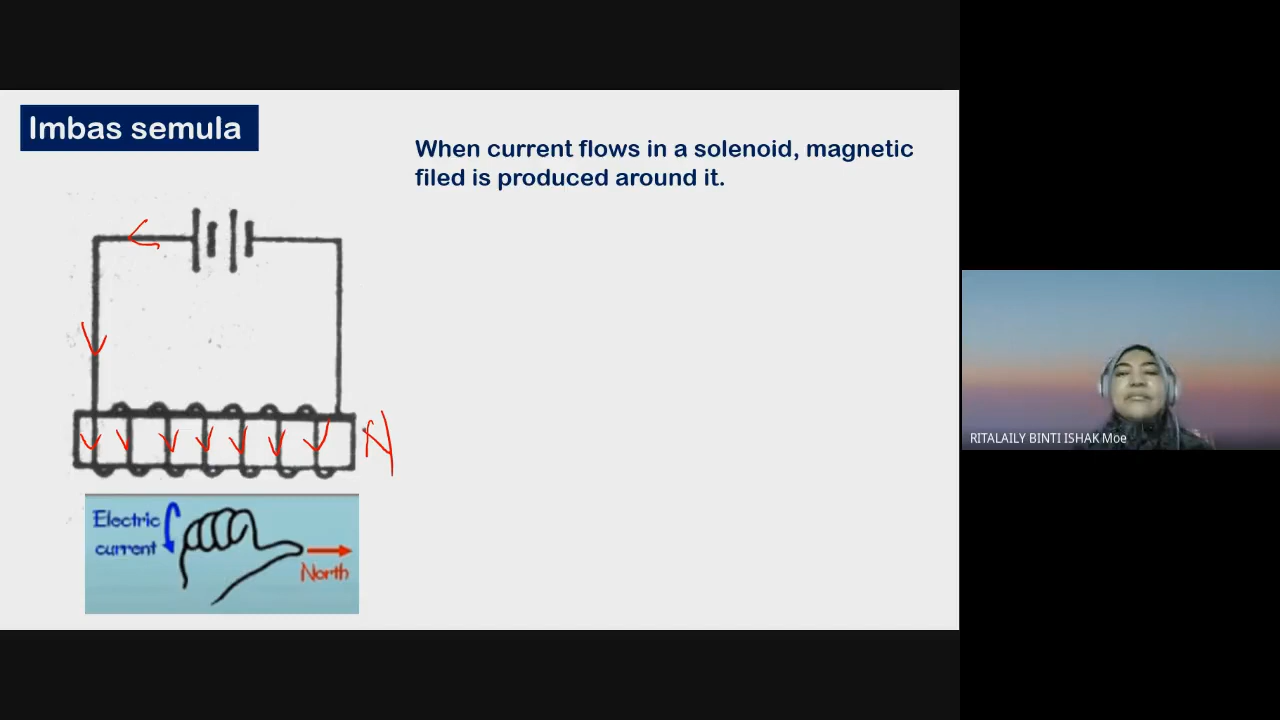 Imbas semula
When current flows in a solenoid, magnetic
filed is produced around it.
N
Electric
current
North
RITALAILY BINTI ISHAK Moe